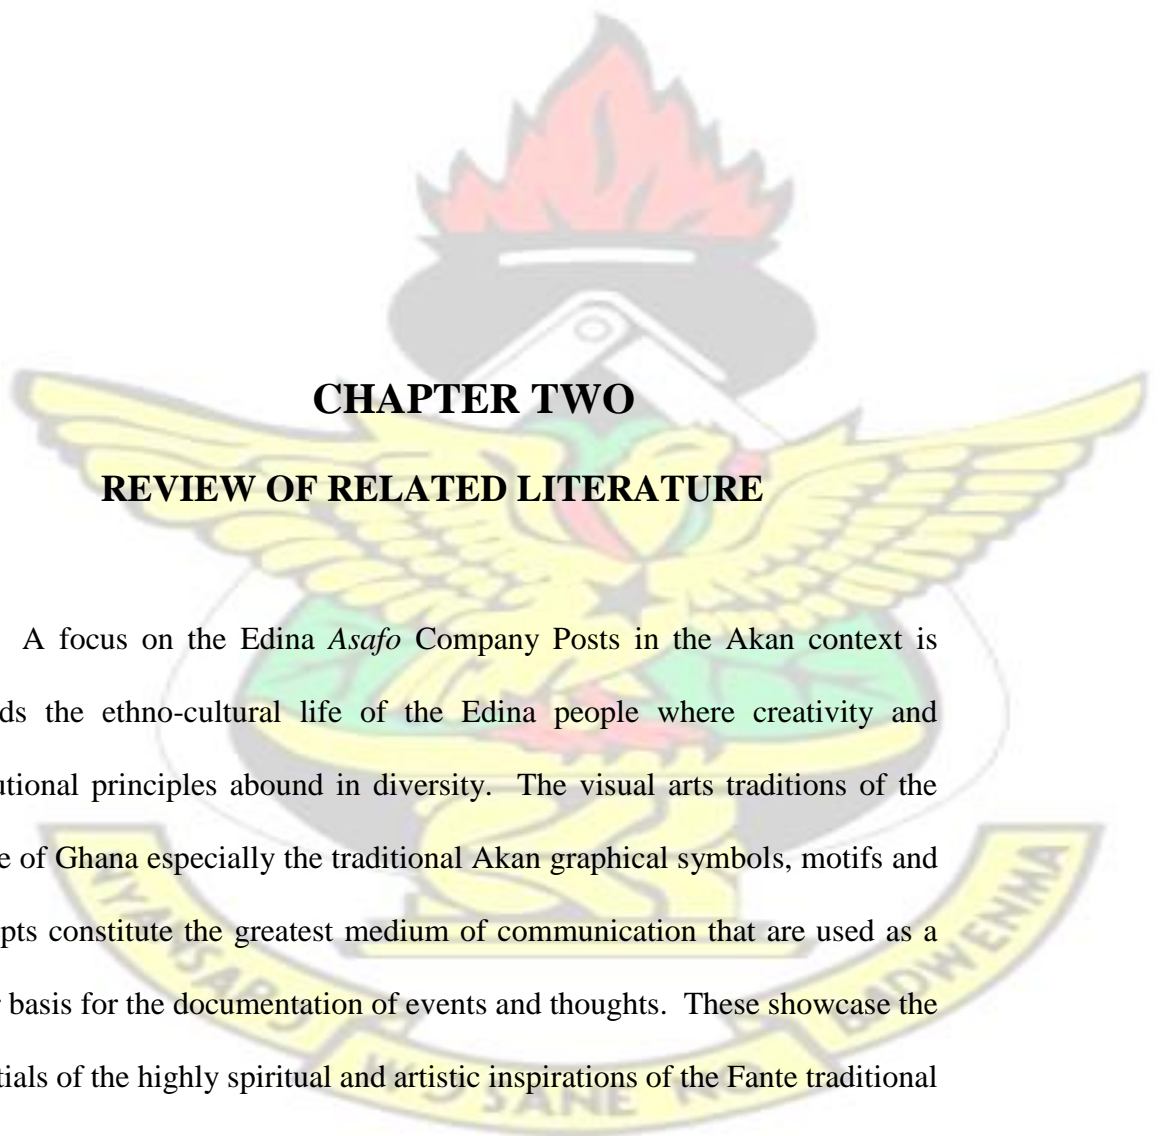 CHAPTER TWO
REVIEW OF RELATED LITERATURE
A focus on the Edina Asafo Company Posts in the Akan context is
ds the ethno-cultural life of the Edina people where creativity and
utional principles abound in diversity. The visual arts traditions of the
e of Ghana especially the traditional Akan graphical symbols, motifs and
pts constitute the greatest medium of communication that are used as a
r basis for the documentation of events and thoughts. These showcase the
tials of the highly spiritual and artistic inspirations of the Fante traditional
NYANSAPO WOSANE NO BADWENMA